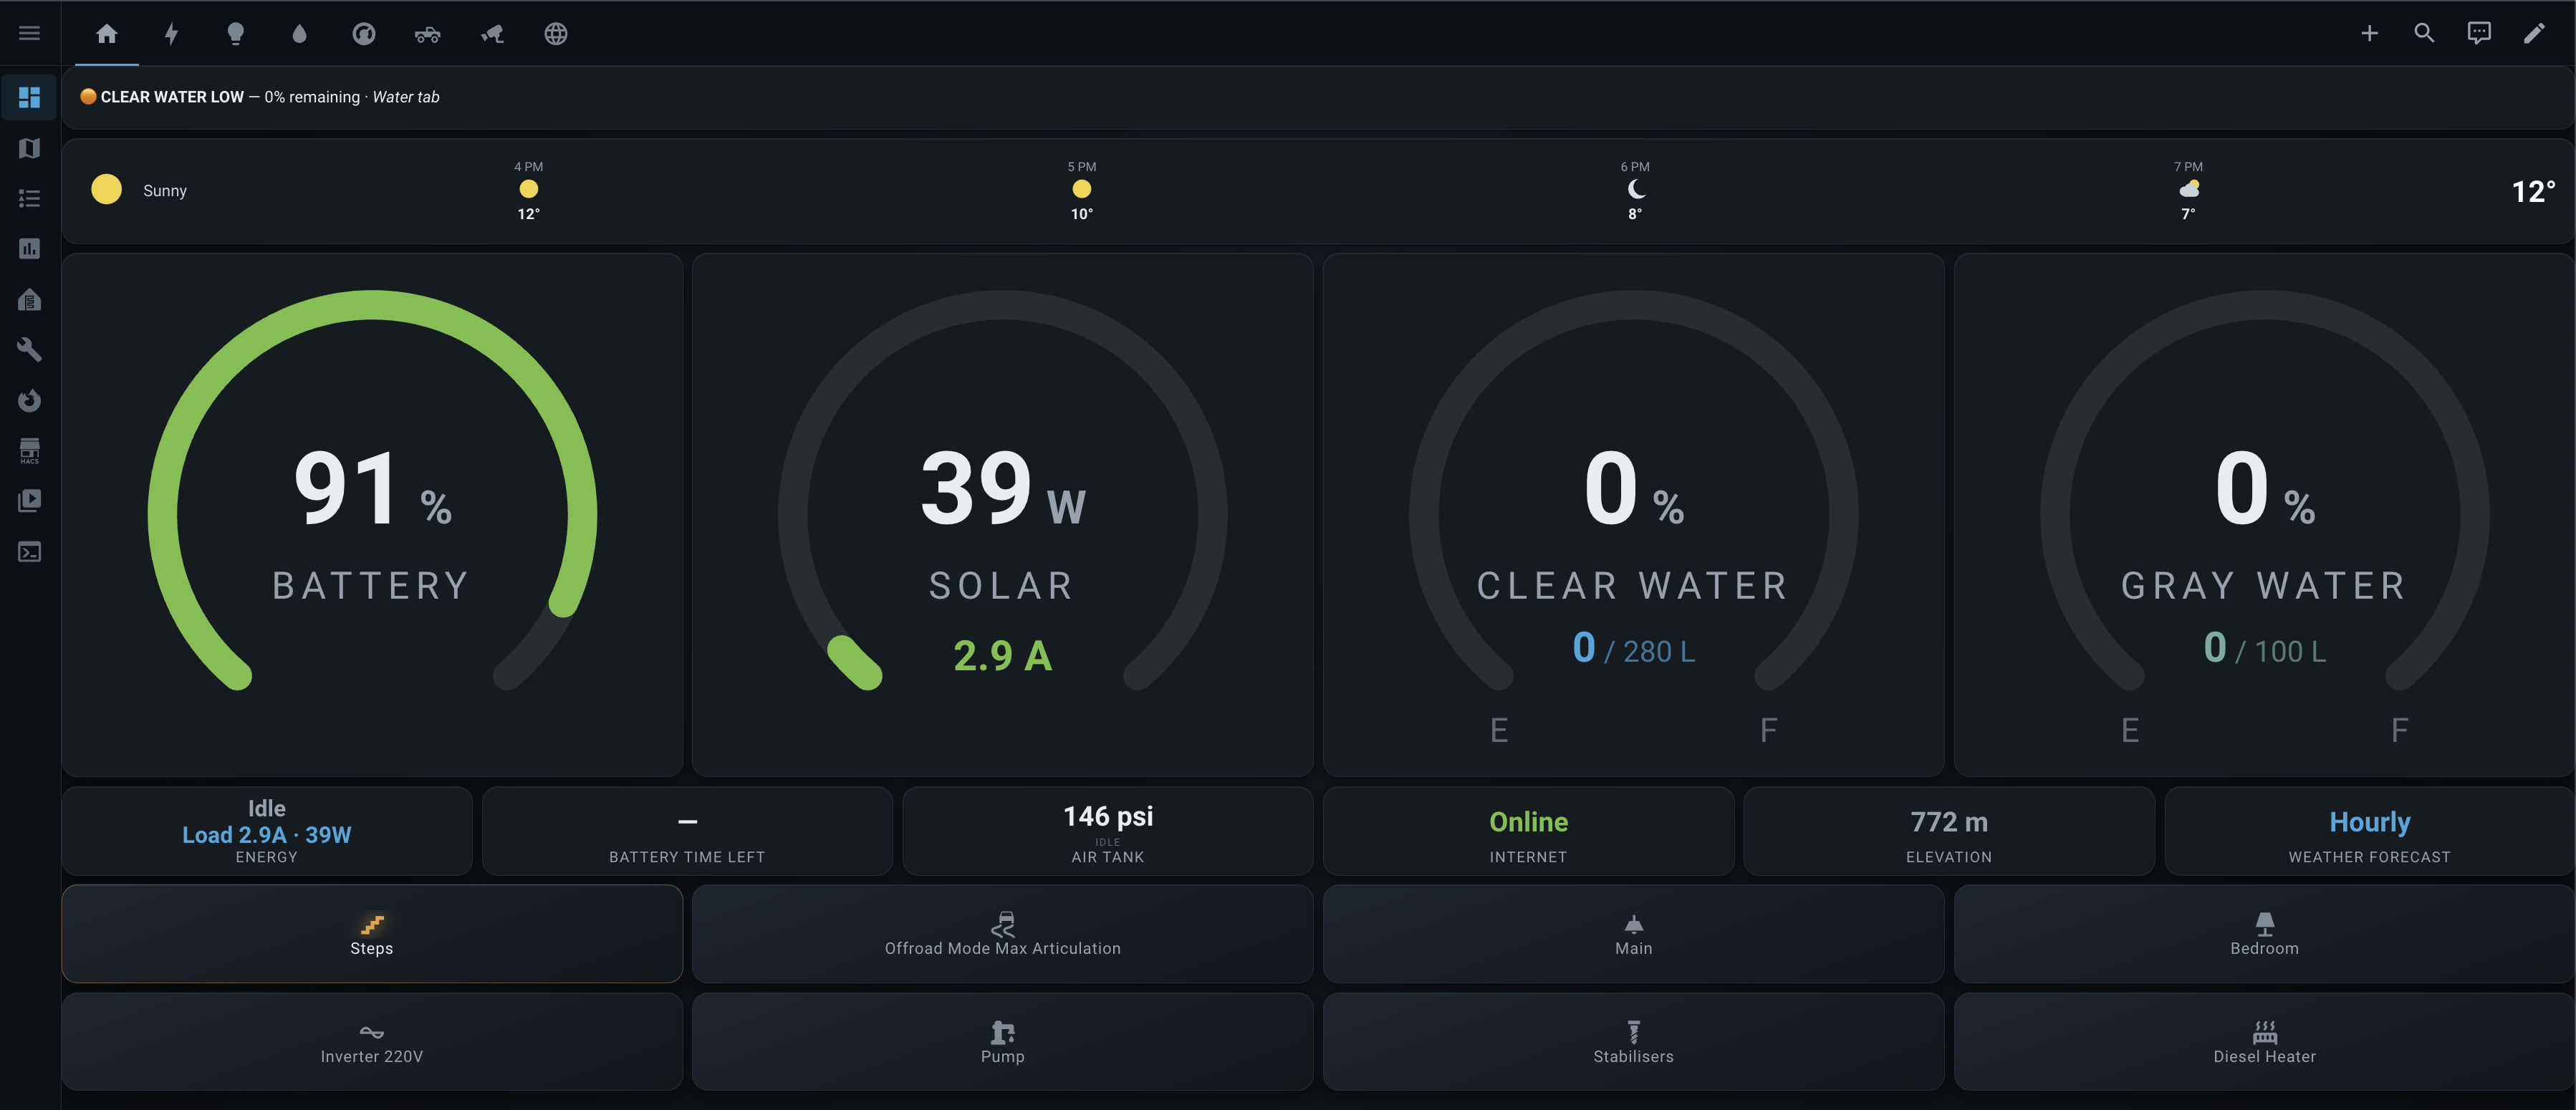 CLEAR WATER LOW — 0% remaining · Water tab
Sunny
4 PM
12°
5 PM
10°
6 PM
8°
7 PM
7°
12°
HACS
91 %
BATTERY
39 W
SOLAR
2.9 A
0 %
CLEAR WATER
0 / 280 L
E F
0 %
GRAY WATER
0 / 100 L
E F
Idle
Load 2.9A · 39W
ENERGY
—
BATTERY TIME LEFT
146 psi
IDLE
AIR TANK
Online
INTERNET
772 m
ELEVATION
Hourly
WEATHER FORECAST
Steps
Offroad Mode Max Articulation
Main
Bedroom
Inverter 220V
Pump
Stabilisers
Diesel Heater